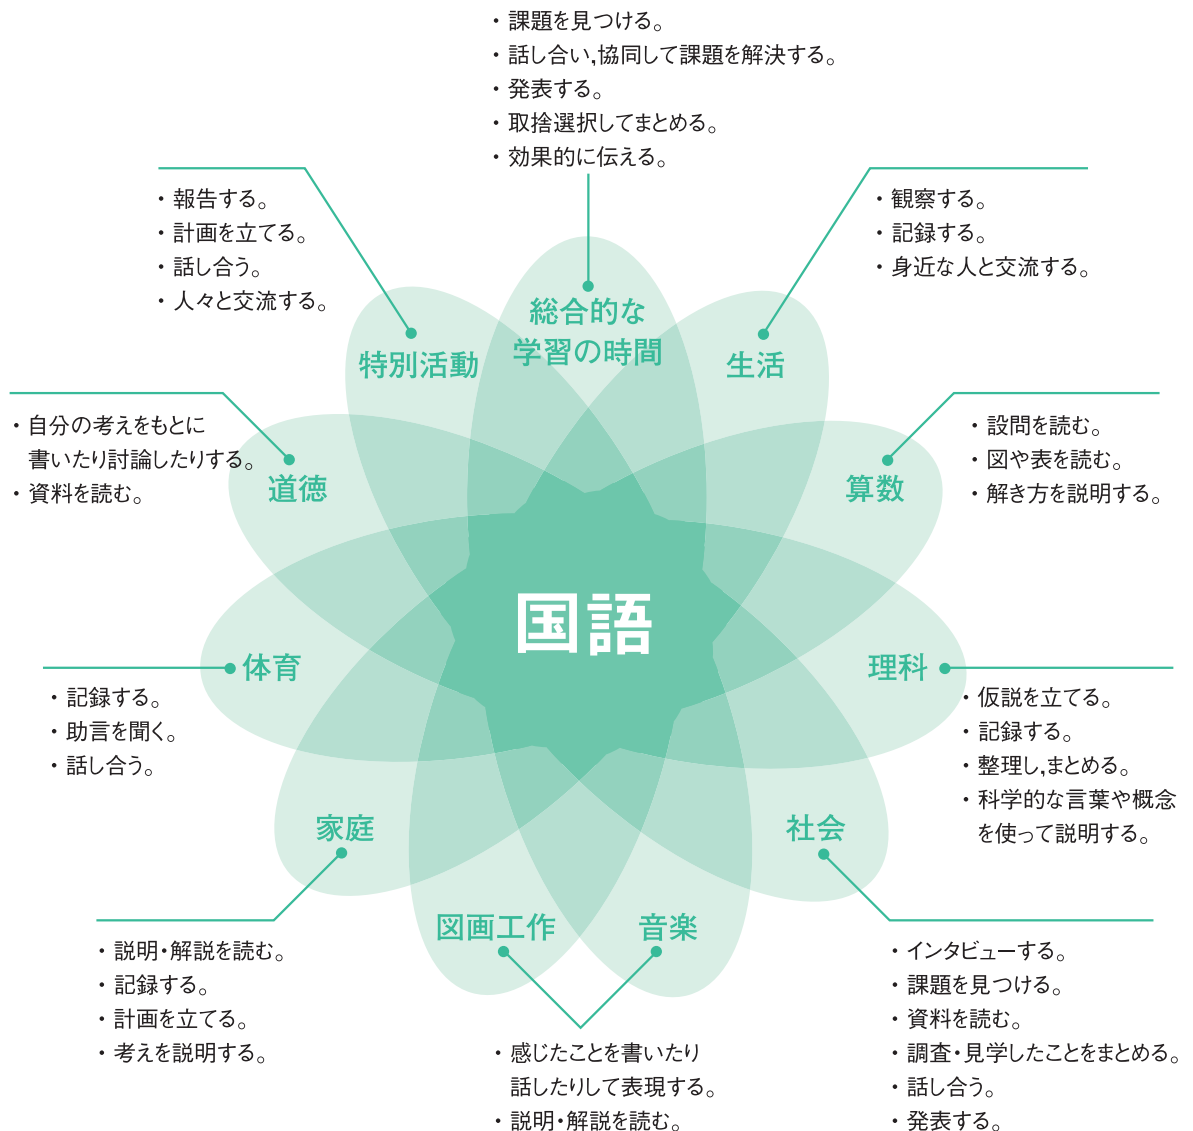 ・課題を見つける。
・話し合い,協同して課題を解決する。
・発表する。
・取捨選択してまとめる。
・効果的に伝える。
総合的な
学習の時間
・観察する。
・記録する。
・身近な人と交流する。
生活
・設問を読む。
・図や表を読む。
・解き方を説明する。
算数
・仮説を立てる。
・記録する。
・整理し,まとめる。
・科学的な言葉や概念
を使って説明する。
理科
・インタビューする。
・課題を見つける。
・資料を読む。
・調査・見学したことをまとめる。
・話し合う。
・発表する。
社会
音楽
図画工作
・感じたことを書いたり
話したりして表現する。
・説明・解説を読む。
家庭
・説明・解説を読む。
・記録する。
・計画を立てる。
・考えを説明する。
体育
・記録する。
・助言を聞く。
・話し合う。
道徳
・自分の考えをもとに
書いたり討論したりする。
・資料を読む。
特別活動
・報告する。
・計画を立てる。
・話し合う。
・人々と交流する。
国語